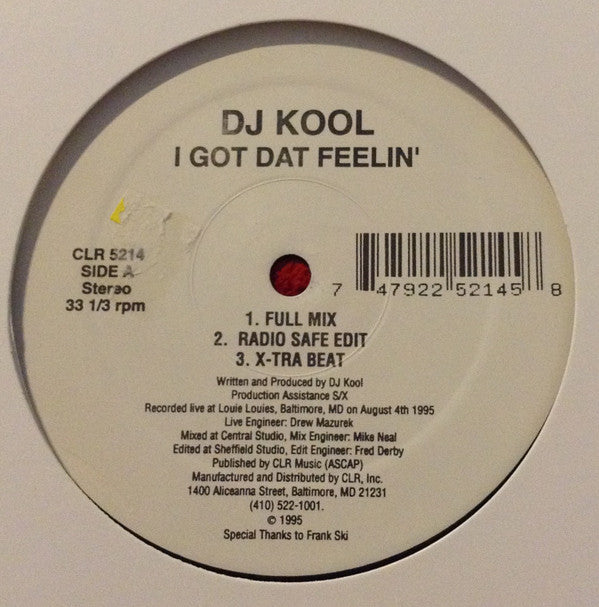 DJ KOOL
I GOT DAT FEELIN'
CLR 5214
SIDE A
Stereo
33 1/3 rpm
7 47922 52145 8
1. FULL MIX
2. RADIO SAFE EDIT
3. X-TRA BEAT
Written and Produced by DJ Kool
Production Assistance S/X
Recorded live at Louie Louies, Baltimore, MD on August 4th 1995
Live Engineer: Drew Mazurek
Mixed at Central Studio, Mix Engineer: Mike Neal
Edited at Sheffield Studio, Edit Engineer: Fred Derby
Published by CLR Music (ASCAP)
Manufactured and Distributed by CLR, Inc.
1400 Aliceanna Street, Baltimore, MD 21231
(410) 522-1001.
© 1995
Special Thanks to Frank Ski